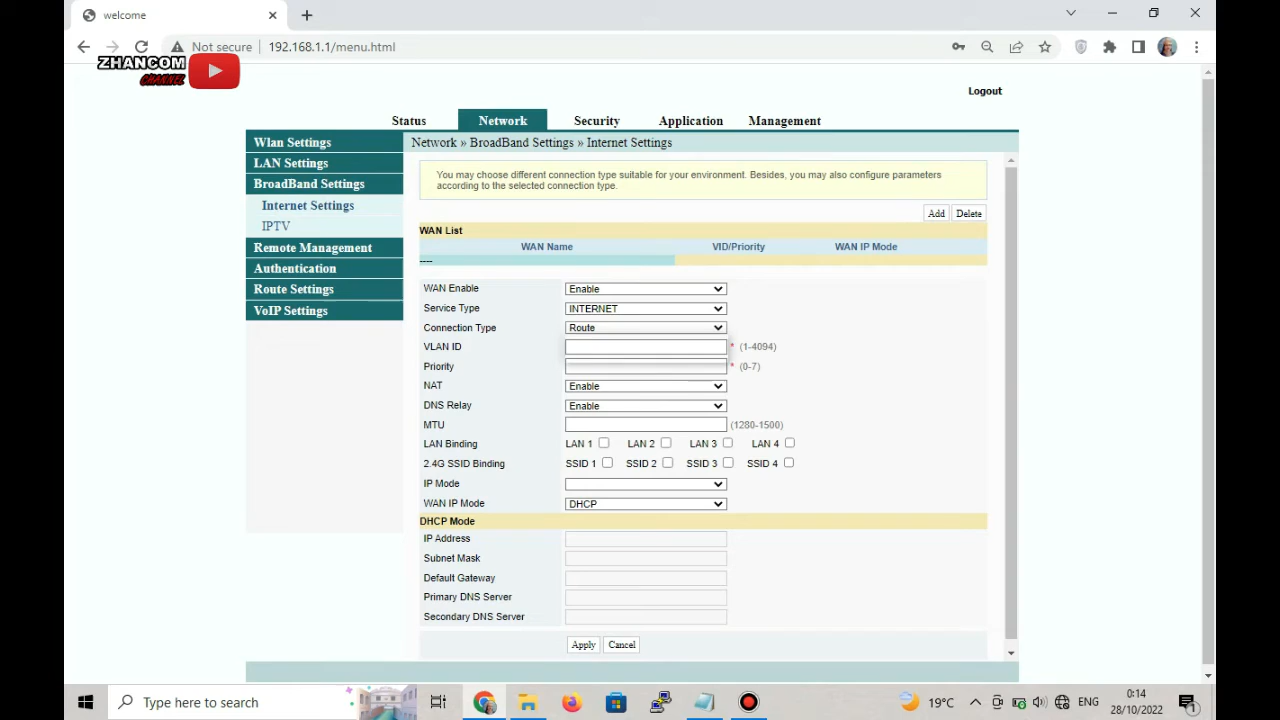 welcome
Not secure 192.168.1.1/menu.html
ZHANCOM
CHANNEL
Logout
Status Network Security Application Management
Network » BroadBand Settings » Internet Settings
Wlan Settings
LAN Settings
BroadBand Settings
Internet Settings
IPTV
Remote Management
Authentication
Route Settings
VoIP Settings
You may choose different connection type suitable for your environment. Besides, you may also configure parameters
according to the selected connection type.
Add Delete
WAN List
WAN Name VID/Priority WAN IP Mode
----
WAN Enable Enable
Service Type INTERNET
Connection Type Route
VLAN ID * (1-4094)
Priority * (0-7)
NAT Enable
DNS Relay Enable
MTU (1280-1500)
LAN Binding LAN 1 LAN 2 LAN 3 LAN 4
2.4G SSID Binding SSID 1 SSID 2 SSID 3 SSID 4
IP Mode
WAN IP Mode DHCP
DHCP Mode
IP Address
Subnet Mask
Default Gateway
Primary DNS Server
Secondary DNS Server
Apply Cancel
Type here to search
19°C
ENG
0:14
28/10/2022
1